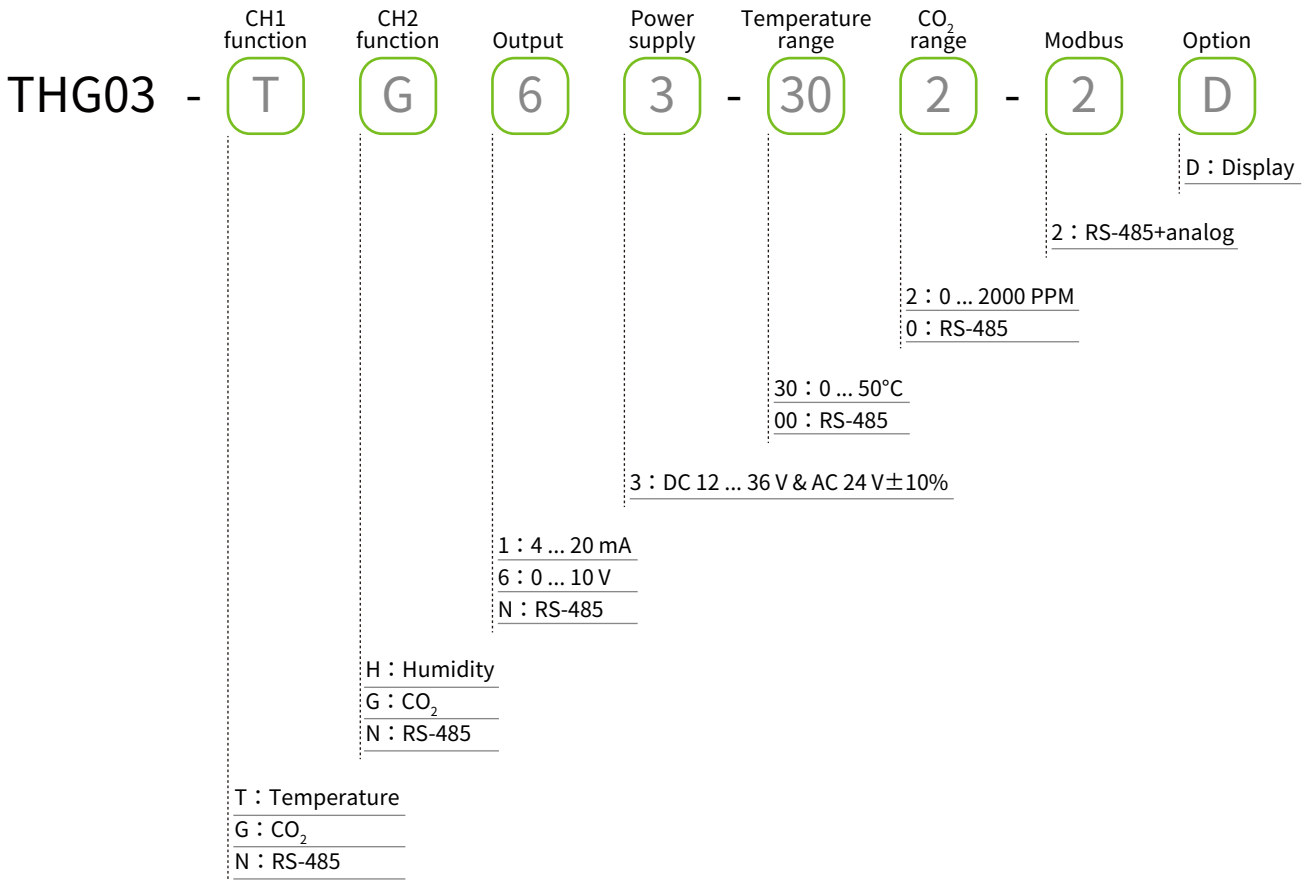 CH1 function
CH2 function
Output
Power supply
Temperature range
CO₂ range
Modbus
Option
THG03 - T G 6 3 - 30 2 - 2 D
D：Display
2：RS-485+analog
2：0 ... 2000 PPM
0：RS-485
30：0 ... 50°C
00：RS-485
3：DC 12 ... 36 V & AC 24 V±10%
1：4 ... 20 mA
6：0 ... 10 V
N：RS-485
H：Humidity
G：CO₂
N：RS-485
T：Temperature
G：CO₂
N：RS-485